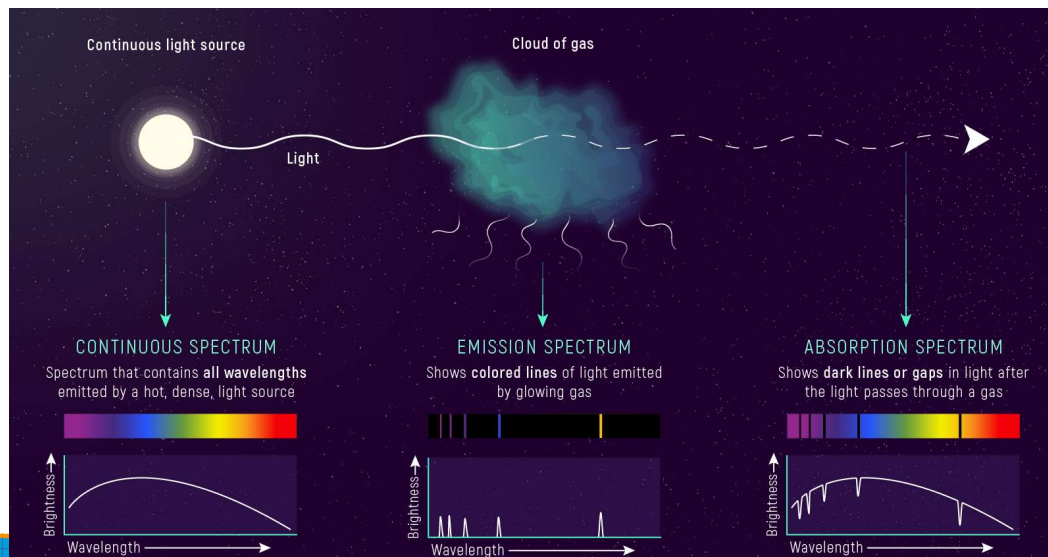 Continuous light source
Cloud of gas
Light
CONTINUOUS SPECTRUM
Spectrum that contains all wavelengths
emitted by a hot, dense, light source
Brightness
Wavelength
EMISSION SPECTRUM
Shows colored lines of light emitted
by glowing gas
Brightness
Wavelength
ABSORPTION SPECTRUM
Shows dark lines or gaps in light after
the light passes through a gas
Brightness
Wavelength